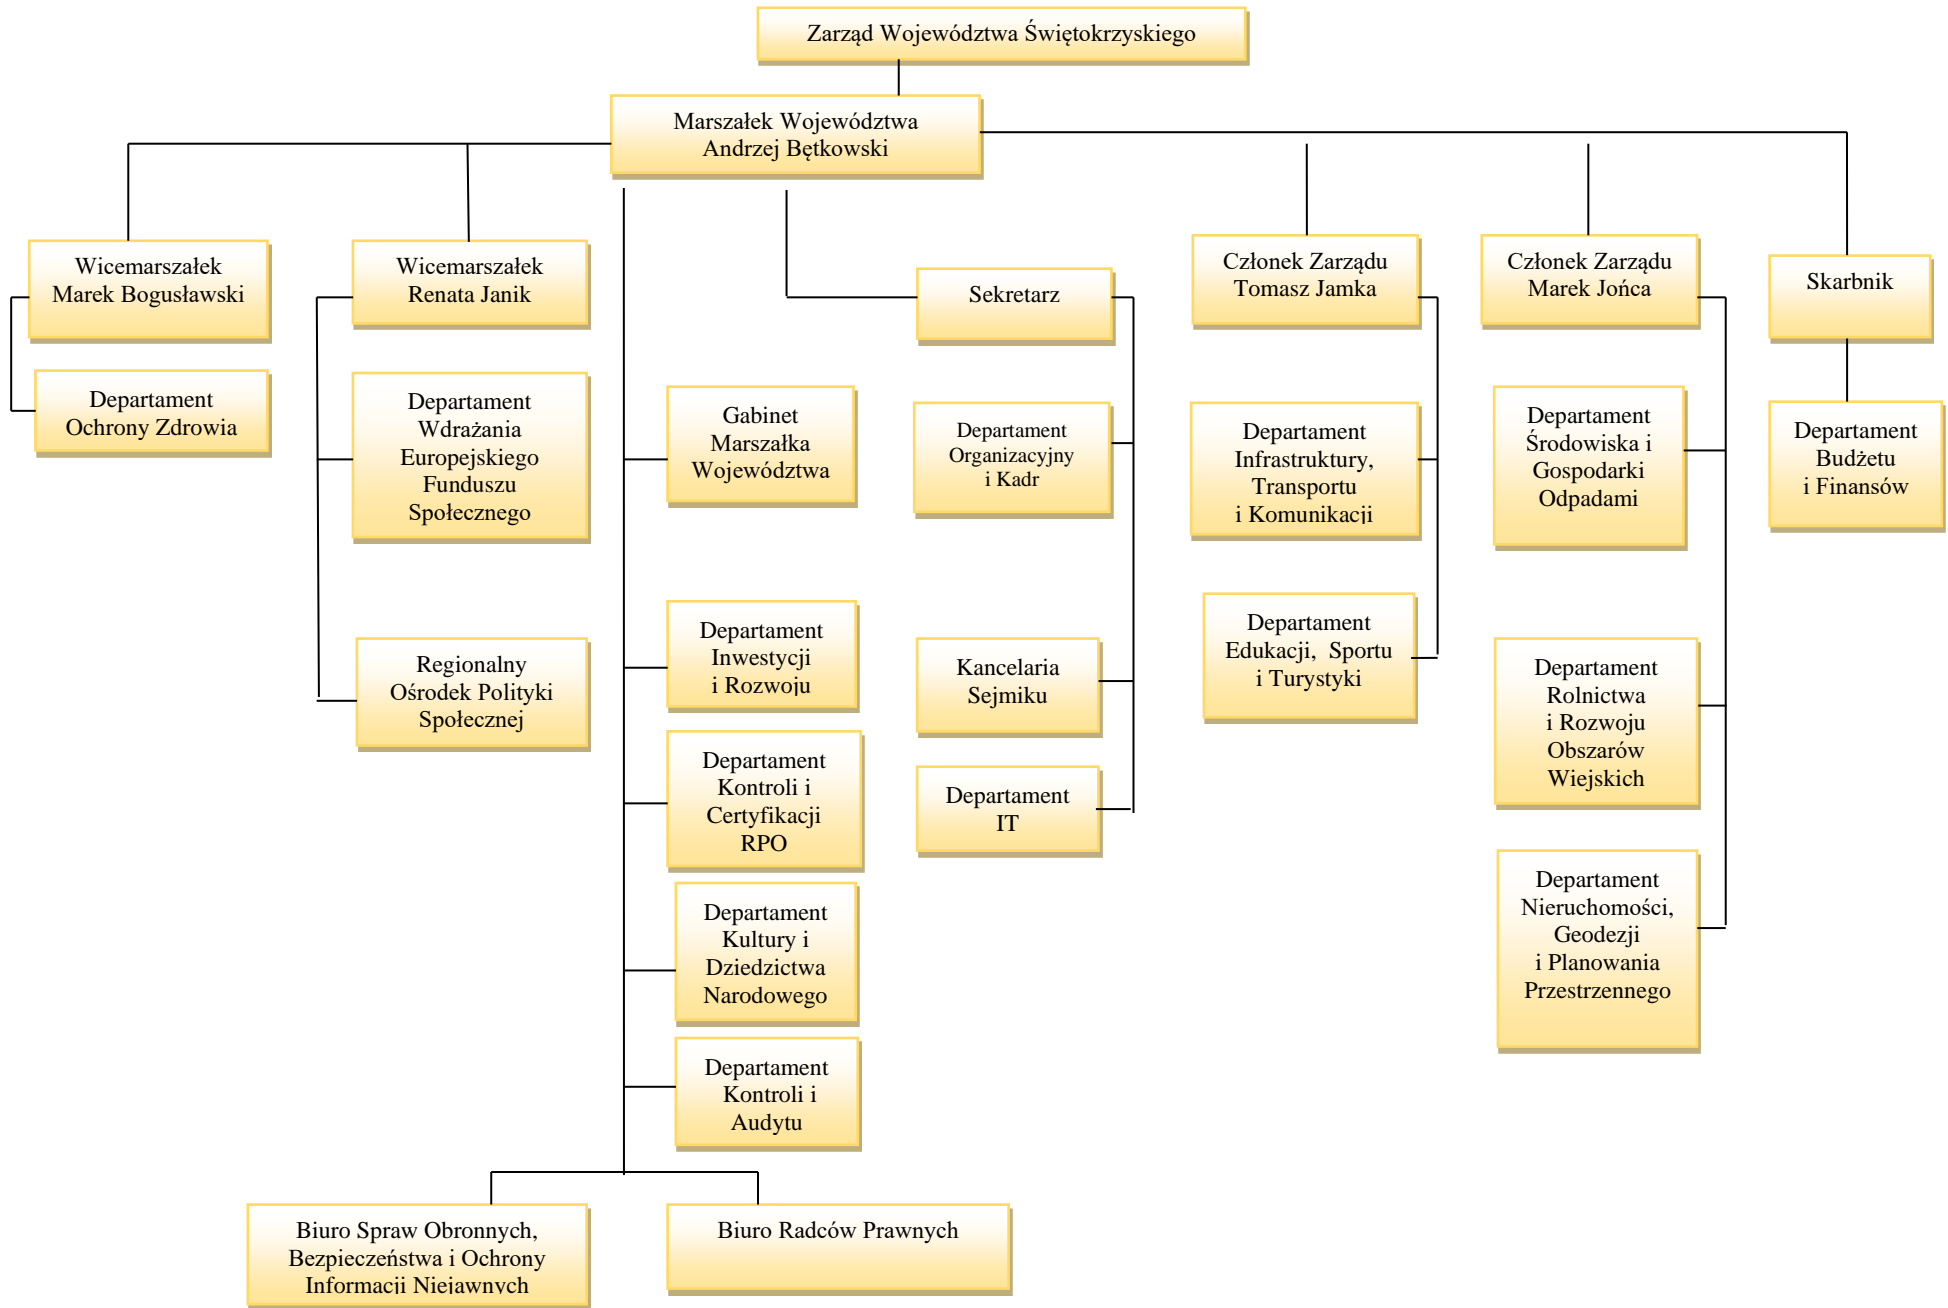 Zarząd Województwa Świętokrzyskiego
Marszałek Województwa
Andrzej Bętkowski
Wicemarszałek
Marek Bogusławski
Departament
Ochrony Zdrowia
Wicemarszałek
Renata Janik
Departament
Wdrażania
Europejskiego
Funduszu
Społecznego
Regionalny
Ośrodek Polityki
Społecznej
Gabinet
Marszałka
Województwa
Departament
Inwestycji
i Rozwoju
Departament
Kontroli i
Certyfikacji
RPO
Departament
Kultury i
Dziedzictwa
Narodowego
Departament
Kontroli i
Audytu
Biuro Spraw Obronnych,
Bezpieczeństwa i Ochrony
Informacji Niejawnych
Biuro Radców Prawnych
Sekretarz
Departament
Organizacyjny
i Kadr
Kancelaria
Sejmiku
Departament
IT
Członek Zarządu
Tomasz Jamka
Departament
Infrastruktury,
Transportu
i Komunikacji
Departament
Edukacji, Sportu
i Turystyki
Członek Zarządu
Marek Jońca
Departament
Środowiska i
Gospodarki
Odpadami
Departament
Rolnictwa
i Rozwoju
Obszarów
Wiejskich
Departament
Nieruchomości,
Geodezji
i Planowania
Przestrzennego
Skarbnik
Departament
Budżetu
i Finansów